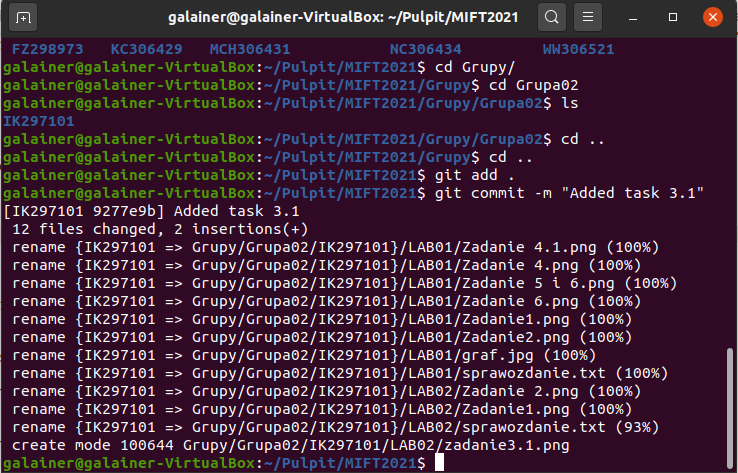 galainer@galainer-VirtualBox: ~/Pulpit/MIFT2021
FZ298973 KC306429 MCH306431 NC306434 WW306521
galainer@galainer-VirtualBox:~/Pulpit/MIFT2021$ cd Grupy/
galainer@galainer-VirtualBox:~/Pulpit/MIFT2021/Grupy$ cd Grupa02
galainer@galainer-VirtualBox:~/Pulpit/MIFT2021/Grupy/Grupa02$ ls
IK297101
galainer@galainer-VirtualBox:~/Pulpit/MIFT2021/Grupy/Grupa02$ cd ..
galainer@galainer-VirtualBox:~/Pulpit/MIFT2021/Grupy$ cd ..
galainer@galainer-VirtualBox:~/Pulpit/MIFT2021$ git add .
galainer@galainer-VirtualBox:~/Pulpit/MIFT2021$ git commit -m "Added task 3.1"
[IK297101 9277e9b] Added task 3.1
12 files changed, 2 insertions(+)
rename {IK297101 => Grupy/Grupa02/IK297101}/LAB01/Zadanie 4.1.png (100%)
rename {IK297101 => Grupy/Grupa02/IK297101}/LAB01/Zadanie 4.png (100%)
rename {IK297101 => Grupy/Grupa02/IK297101}/LAB01/Zadanie 5 i 6.png (100%)
rename {IK297101 => Grupy/Grupa02/IK297101}/LAB01/Zadanie 6.png (100%)
rename {IK297101 => Grupy/Grupa02/IK297101}/LAB01/Zadanie1.png (100%)
rename {IK297101 => Grupy/Grupa02/IK297101}/LAB01/Zadanie2.png (100%)
rename {IK297101 => Grupy/Grupa02/IK297101}/LAB01/graf.jpg (100%)
rename {IK297101 => Grupy/Grupa02/IK297101}/LAB01/sprawozdanie.txt (100%)
rename {IK297101 => Grupy/Grupa02/IK297101}/LAB02/Zadanie 2.png (100%)
rename {IK297101 => Grupy/Grupa02/IK297101}/LAB02/Zadanie1.png (100%)
rename {IK297101 => Grupy/Grupa02/IK297101}/LAB02/sprawozdanie.txt (93%)
create mode 100644 Grupy/Grupa02/IK297101/LAB02/zadanie3.1.png
galainer@galainer-VirtualBox:~/Pulpit/MIFT2021$